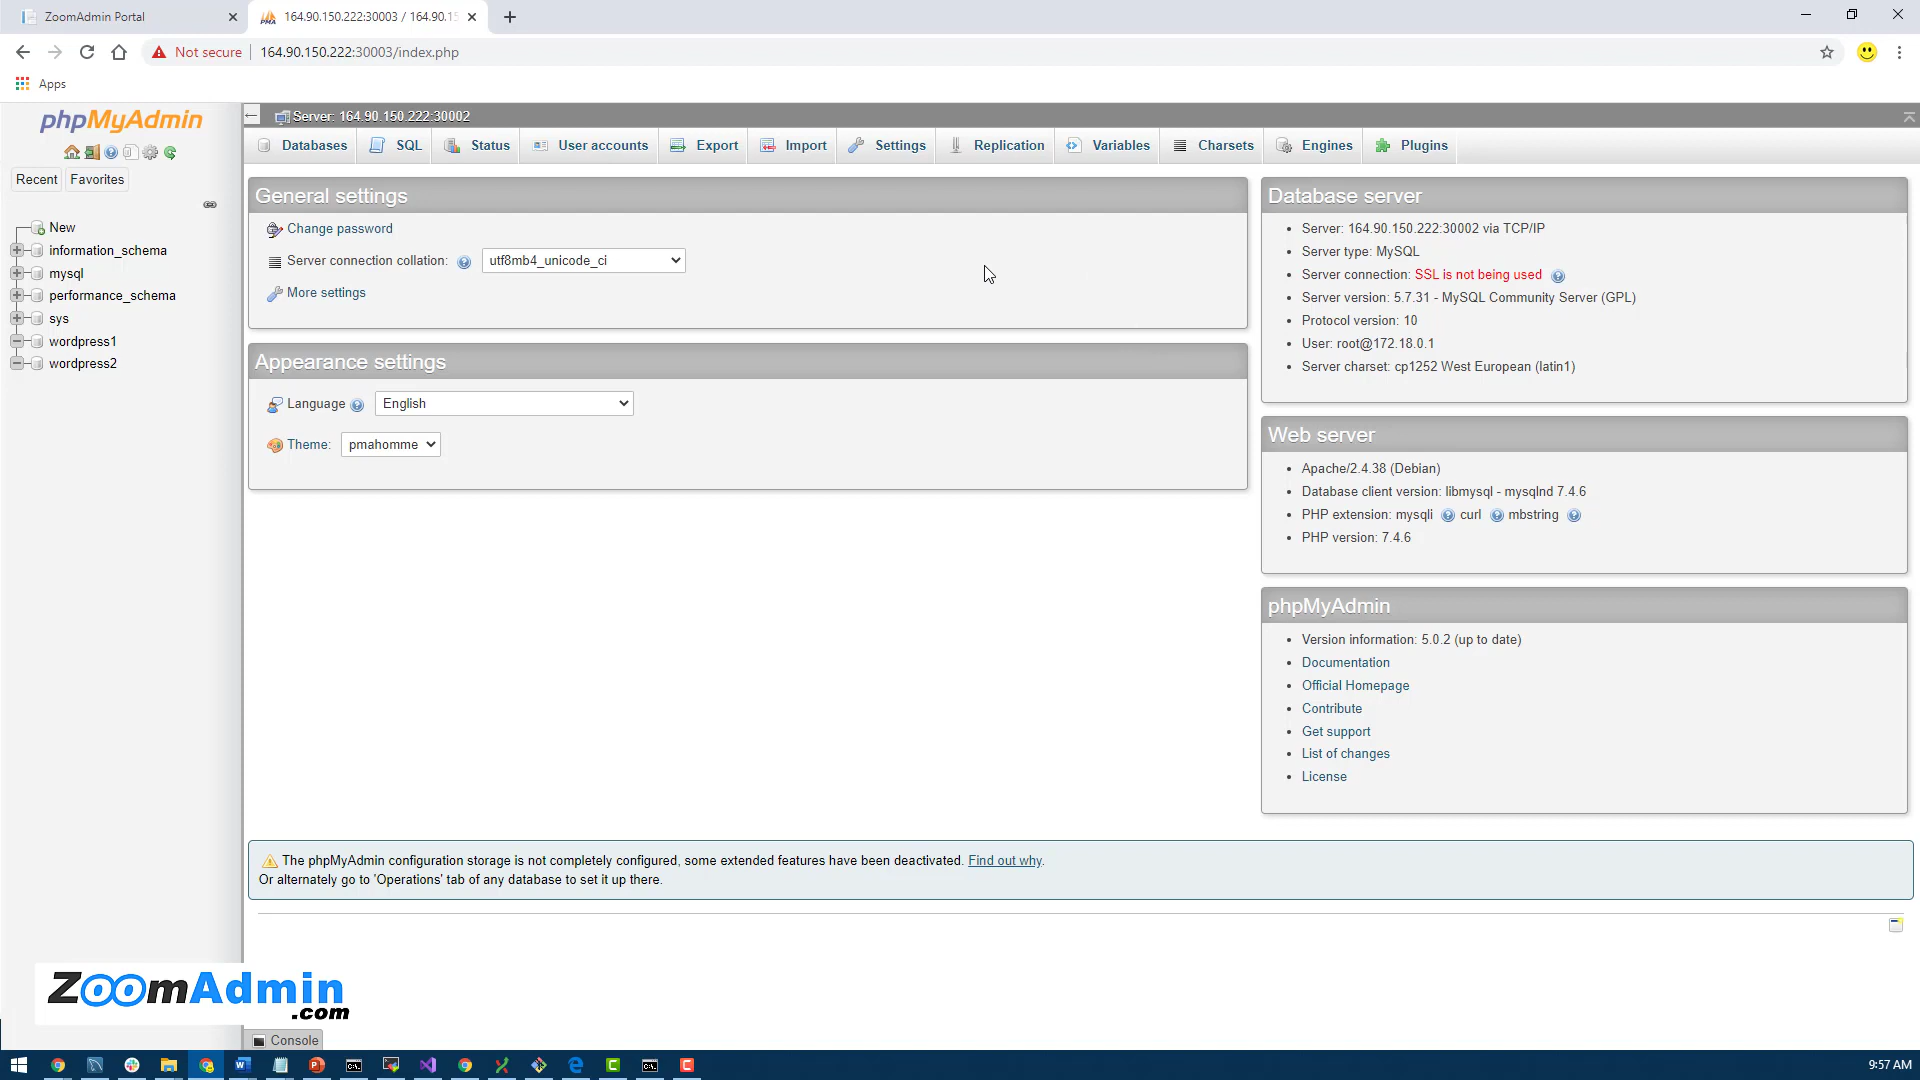 ZoomAdmin Portal
164.90.150.222:30003 / 164.90.15
Not secure
164.90.150.222:30003/index.php
Apps
phpMyAdmin
Recent
Favorites
New
information_schema
mysql
performance_schema
sys
wordpress1
wordpress2
Server: 164.90.150.222:30002
Databases
SQL
Status
User accounts
Export
Import
Settings
Replication
Variables
Charsets
Engines
Plugins
General settings
Change password
Server connection collation:
utf8mb4_unicode_ci
More settings
Appearance settings
Language
English
Theme:
pmahomme
Database server
Server: 164.90.150.222:30002 via TCP/IP
Server type: MySQL
Server connection: SSL is not being used
Server version: 5.7.31 - MySQL Community Server (GPL)
Protocol version: 10
User: root@172.18.0.1
Server charset: cp1252 West European (latin1)
Web server
Apache/2.4.38 (Debian)
Database client version: libmysql - mysqlnd 7.4.6
PHP extension: mysqli curl mbstring
PHP version: 7.4.6
phpMyAdmin
Version information: 5.0.2 (up to date)
Documentation
Official Homepage
Contribute
Get support
List of changes
License
The phpMyAdmin configuration storage is not completely configured, some extended features have been deactivated. Find out why.
Or alternately go to 'Operations' tab of any database to set it up there.
ZoomAdmin
.com
Console
9:57 AM